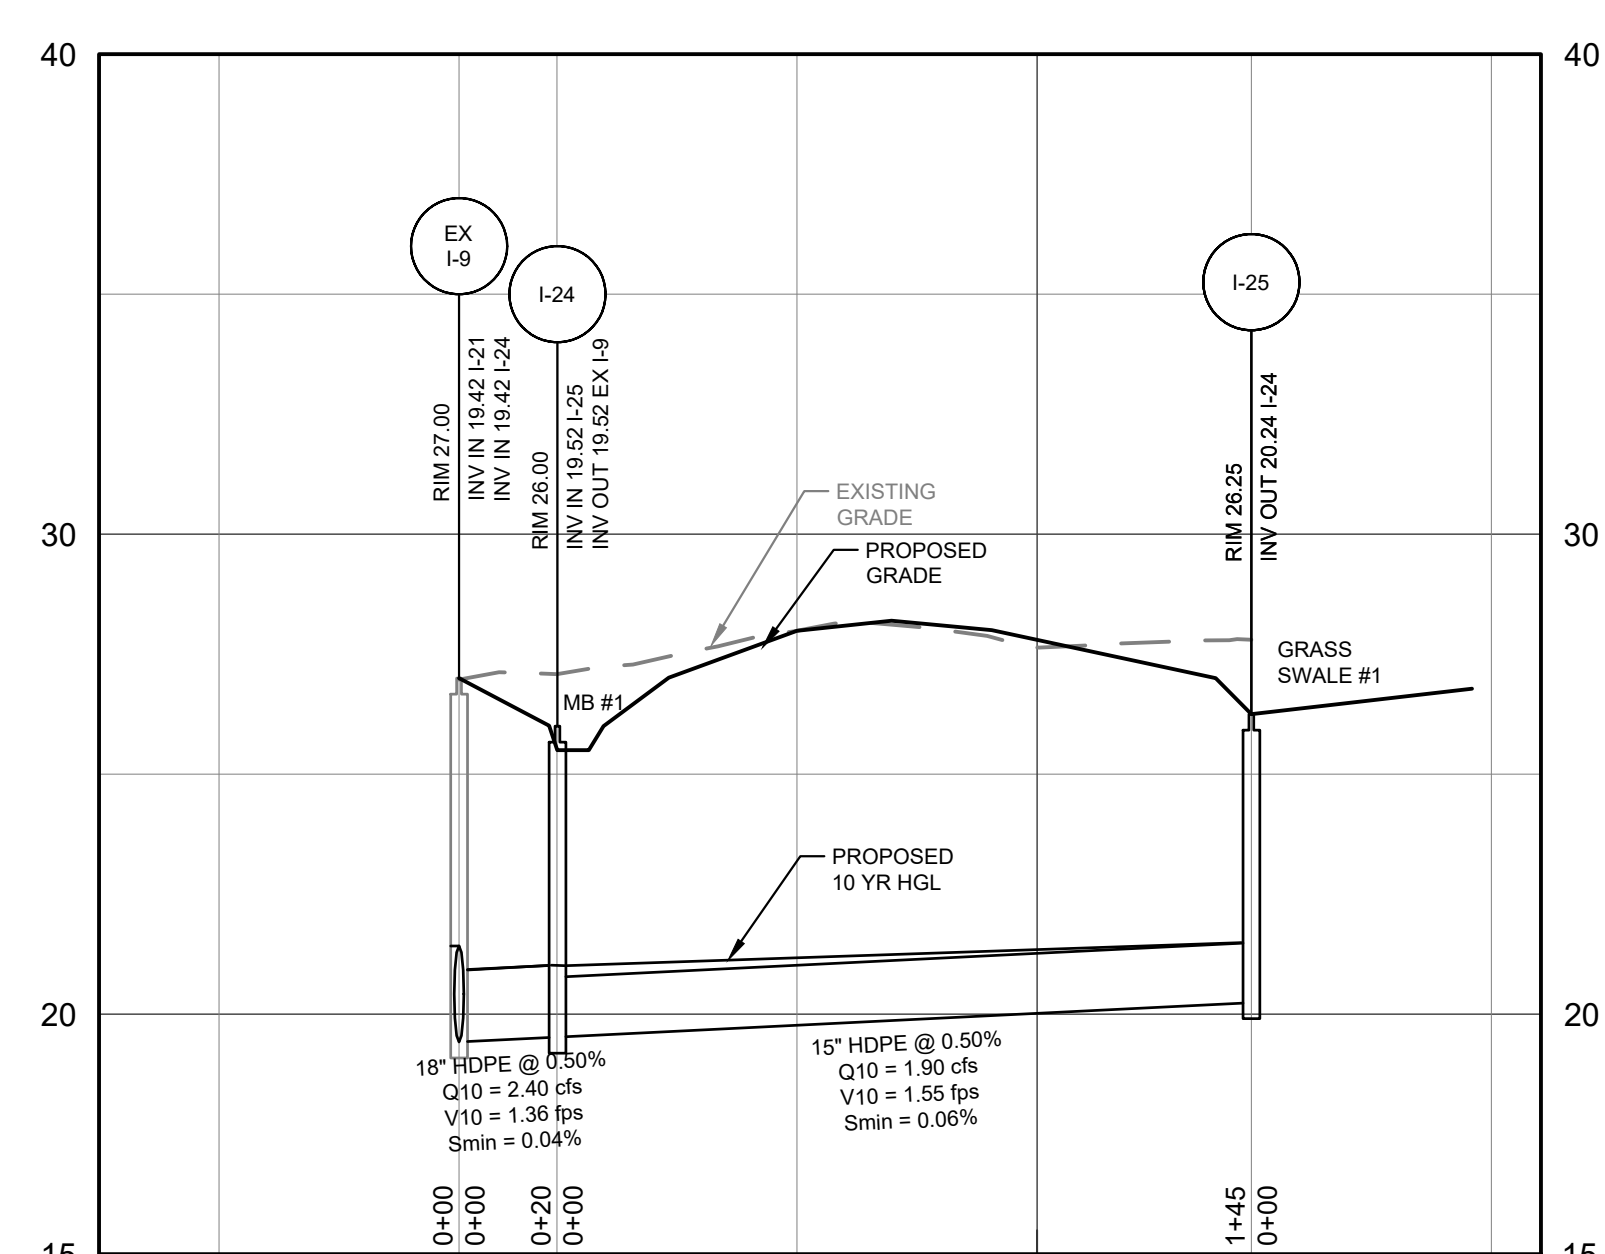 40
40
EX
I-9
I-24
I-25
RIM 27.00
INV IN 19.42 I-21
INV IN 19.42 I-24
RIM 26.00
INV IN 19.52 I-25
INV OUT 19.52 EX I-9
RIM 26.25
INV OUT 20.24 I-24
EXISTING
GRADE
30
30
PROPOSED
GRADE
GRASS
SWALE #1
MB #1
PROPOSED
10 YR HGL
20
20
18" HDPE @ 0.50%
Q10 = 2.40 cfs
V10 = 1.36 fps
Smin = 0.04%
15" HDPE @ 0.50%
Q10 = 1.90 cfs
V10 = 1.55 fps
Smin = 0.06%
0+00
0+00
0+20
0+00
1+45
0+00
15
15